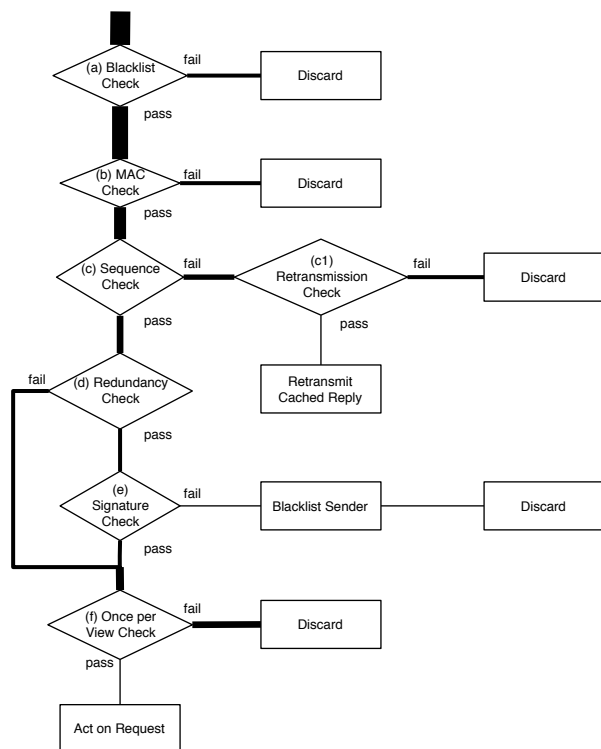 fail
(a) Blacklist
Check
Discard
pass
fail
(b) MAC
Check
Discard
pass
(c) Sequence
Check
fail
(c1)
Retransmission
Check
fail
Discard
pass
pass
fail
(d) Redundancy
Check
Retransmit
Cached Reply
pass
(e)
Signature
Check
fail
Blacklist Sender
Discard
pass
(f) Once per
View Check
fail
Discard
pass
Act on Request